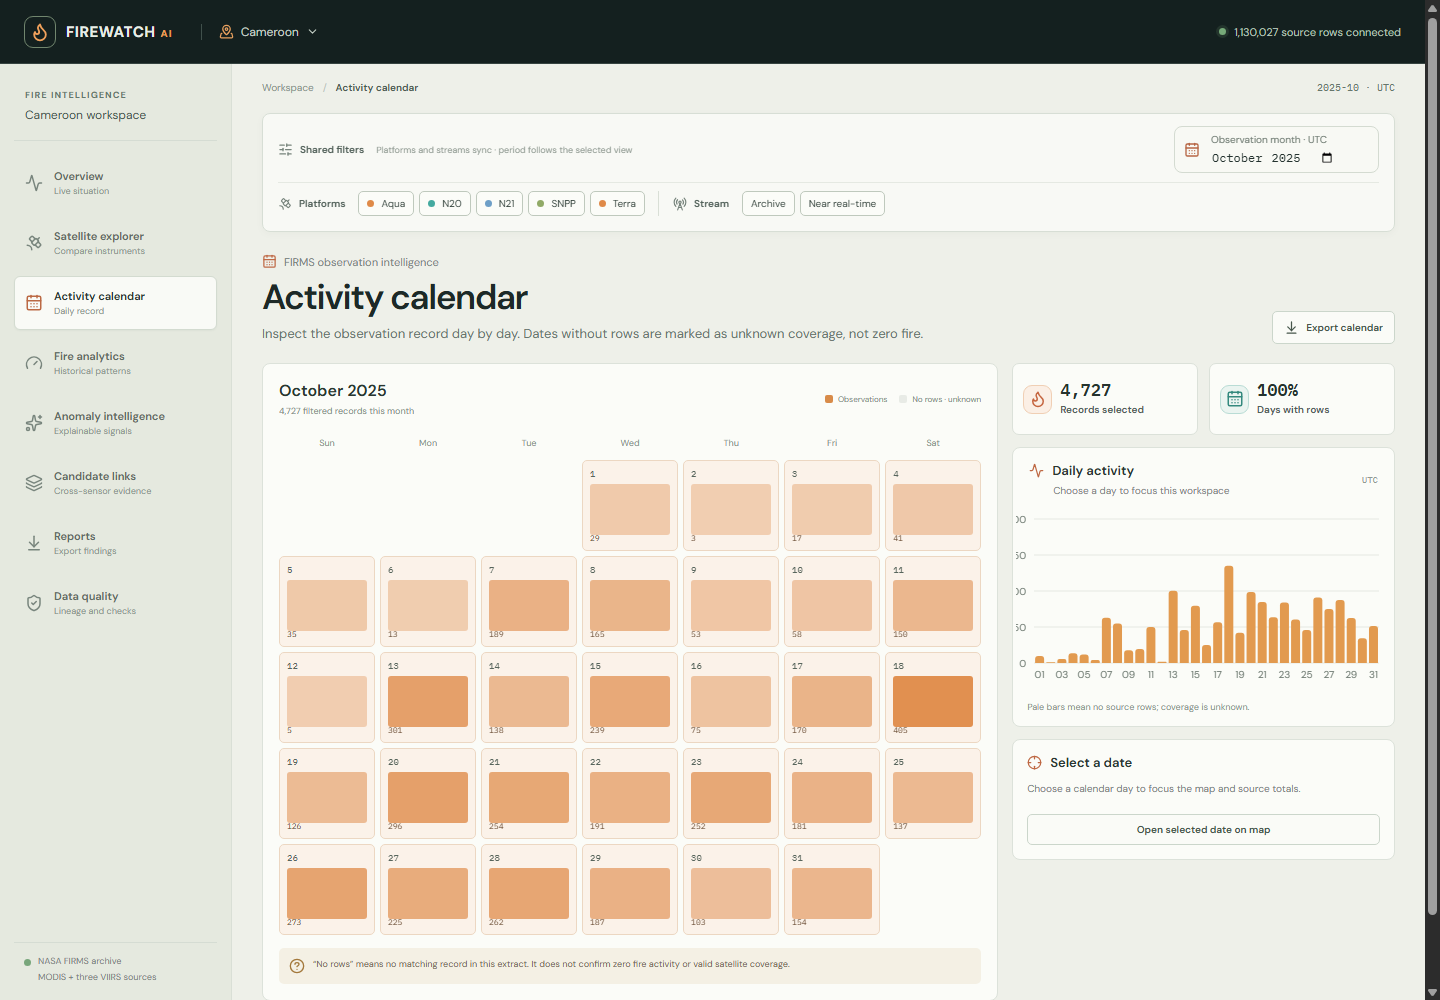 FIREWATCH AI
Cameroon
1,130,027 source rows connected
FIRE INTELLIGENCE
Cameroon workspace
Overview
Live situation
Satellite explorer
Compare instruments
Activity calendar
Daily record
Fire analytics
Historical patterns
Anomaly intelligence
Explainable signals
Candidate links
Cross-sensor evidence
Reports
Export findings
Data quality
Lineage and checks
NASA FIRMS archive
MODIS + three VIIRS sources
Workspace / Activity calendar
2025-10 · UTC
Shared filters Platforms and streams sync · period follows the selected view
Observation month · UTC
October 2025
Platforms Aqua N20 N21 SNPP Terra Stream Archive Near real-time
FIRMS observation intelligence
Activity calendar
Inspect the observation record day by day. Dates without rows are marked as unknown coverage, not zero fire.
Export calendar
October 2025
4,727 filtered records this month
Observations No rows · unknown
Sun Mon Tue Wed Thu Fri Sat
1 2 3 4
29 3 17 41
5 6 7 8 9 10 11
35 13 189 165 53 58 150
12 13 14 15 16 17 18
5 301 138 239 75 170 405
19 20 21 22 23 24 25
126 296 254 191 252 181 137
26 27 28 29 30 31
273 225 262 187 103 154
"No rows" means no matching record in this extract. It does not confirm zero fire activity or valid satellite coverage.
4,727
Records selected
100%
Days with rows
Daily activity
Choose a day to focus this workspace
UTC
00
50
00
50
0
01 03 05 07 09 11 13 15 17 19 21 23 25 27 29 31
Pale bars mean no source rows; coverage is unknown.
Select a date
Choose a calendar day to focus the map and source totals.
Open selected date on map